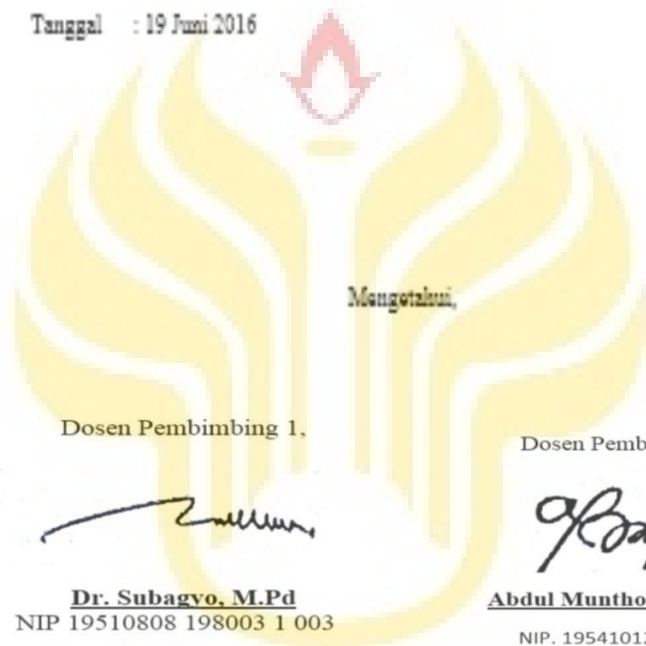 Tanggal : 19 Juni 2016
Mengetahui,
Dosen Pembimbing 1,
Dosen Pemb
Dr. Subagyo, M.Pd
NIP 19510808 198003 1 003
Abdul Muntho
NIP. 1954101